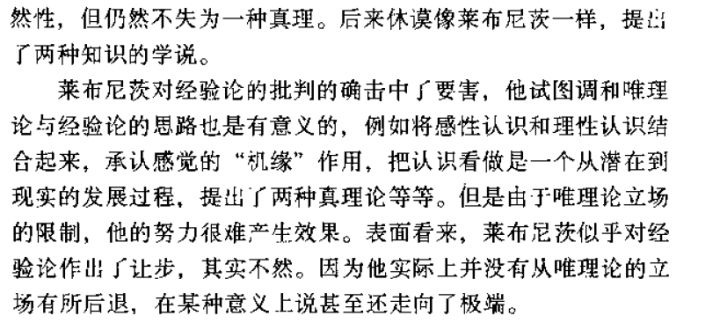 然性，但仍然不失为一种真理。后来休谟像莱布尼茨一样，提出
了两种知识的学说。
莱布尼茨对经验论的批判的确击中了要害，他试图调和唯理
论与经验论的思路也是有意义的，例如将感性认识和理性认识结
合起来，承认感觉的“机缘”作用，把认识看做是一个从潜在到
现实的发展过程，提出了两种真理论等等。但是由于唯理论立场
的限制，他的努力很难产生效果。表面看来，莱布尼茨似乎对经
验论作出了让步，其实不然。因为他实际上并没有从唯理论的立
场有所后退，在某种意义上说甚至还走向了极端。